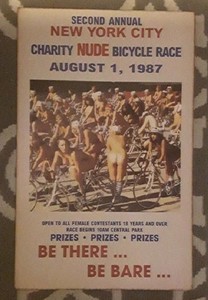 SECOND ANNUAL
NEW YORK CITY
CHARITY NUDE BICYCLE RACE
AUGUST 1, 1987
OPEN TO ALL FEMALE CONTESTANTS 18 YEARS AND OVER
RACE BEGINS 10AM CENTRAL PARK
PRIZES • PRIZES • PRIZES
BE THERE ...
BE BARE ...